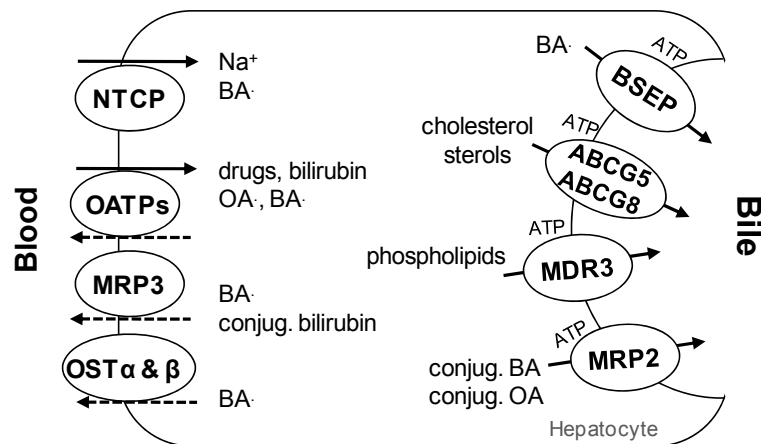 Blood
NTCP
Na⁺
BA·
OATPs
drugs, bilirubin
OA·, BA·
MRP3
BA·
conjug. bilirubin
OSTα & β
BA·
BA·
ATP
BSEP
cholesterol
sterols
ATP
ABCG5
ABCG8
phospholipids
ATP
MDR3
conjug. BA
conjug. OA
ATP
MRP2
Hepatocyte
Bile